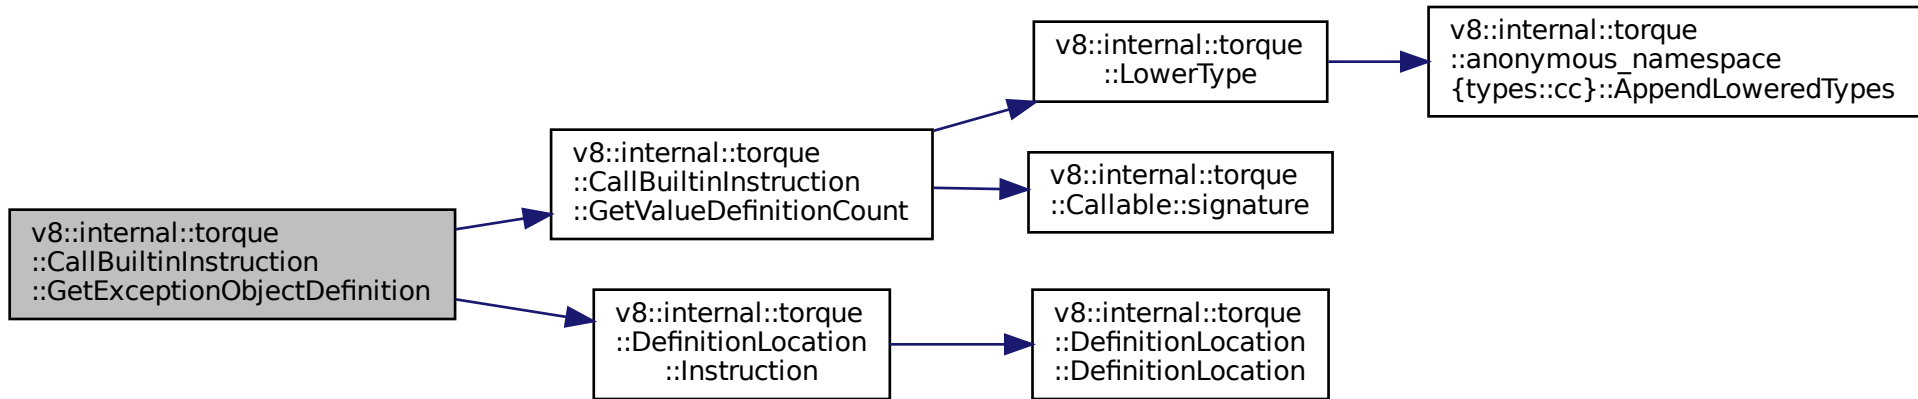 v8::internal::torque
::CallBuiltinInstruction
::GetExceptionObjectDefinition
v8::internal::torque
::CallBuiltinInstruction
::GetValueDefinitionCount
v8::internal::torque
::LowerType
v8::internal::torque
::anonymous_namespace
{types::cc}::AppendLoweredTypes
v8::internal::torque
::Callable::signature
v8::internal::torque
::DefinitionLocation
::Instruction
v8::internal::torque
::DefinitionLocation
::DefinitionLocation